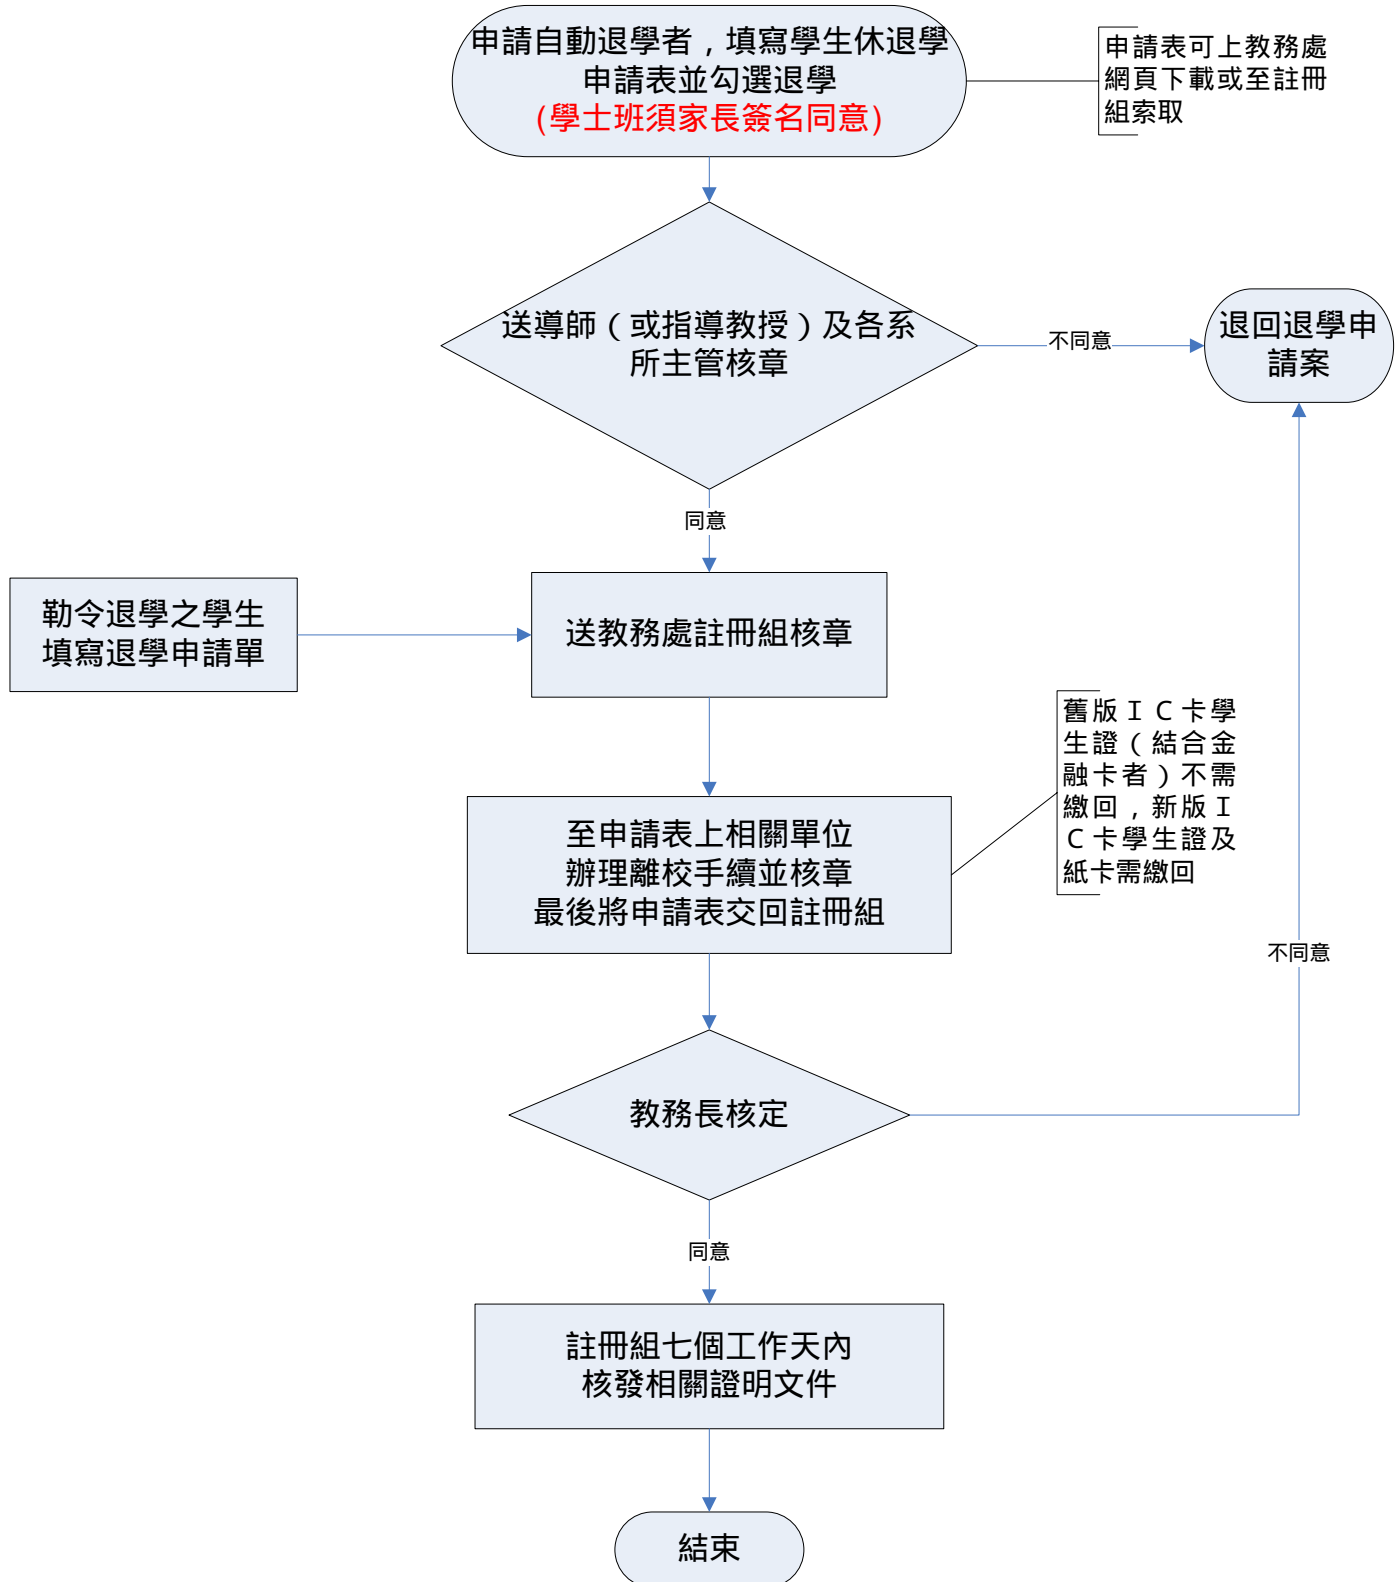 申請自動退學者，填寫學生休退學
申請表並勾選退學
(學士班須家長簽名同意)
申請表可上教務處
網頁下載或至註冊
組索取
送導師（或指導教授）及各系
所主管核章
不同意
退回退學申
請案
同意
勒令退學之學生
填寫退學申請單
送教務處註冊組核章
舊版ＩＣ卡學
生證（結合金
融卡者）不需
繳回，新版Ｉ
Ｃ卡學生證及
紙卡需繳回
至申請表上相關單位
辦理離校手續並核章
最後將申請表交回註冊組
不同意
教務長核定
同意
註冊組七個工作天內
核發相關證明文件
結束